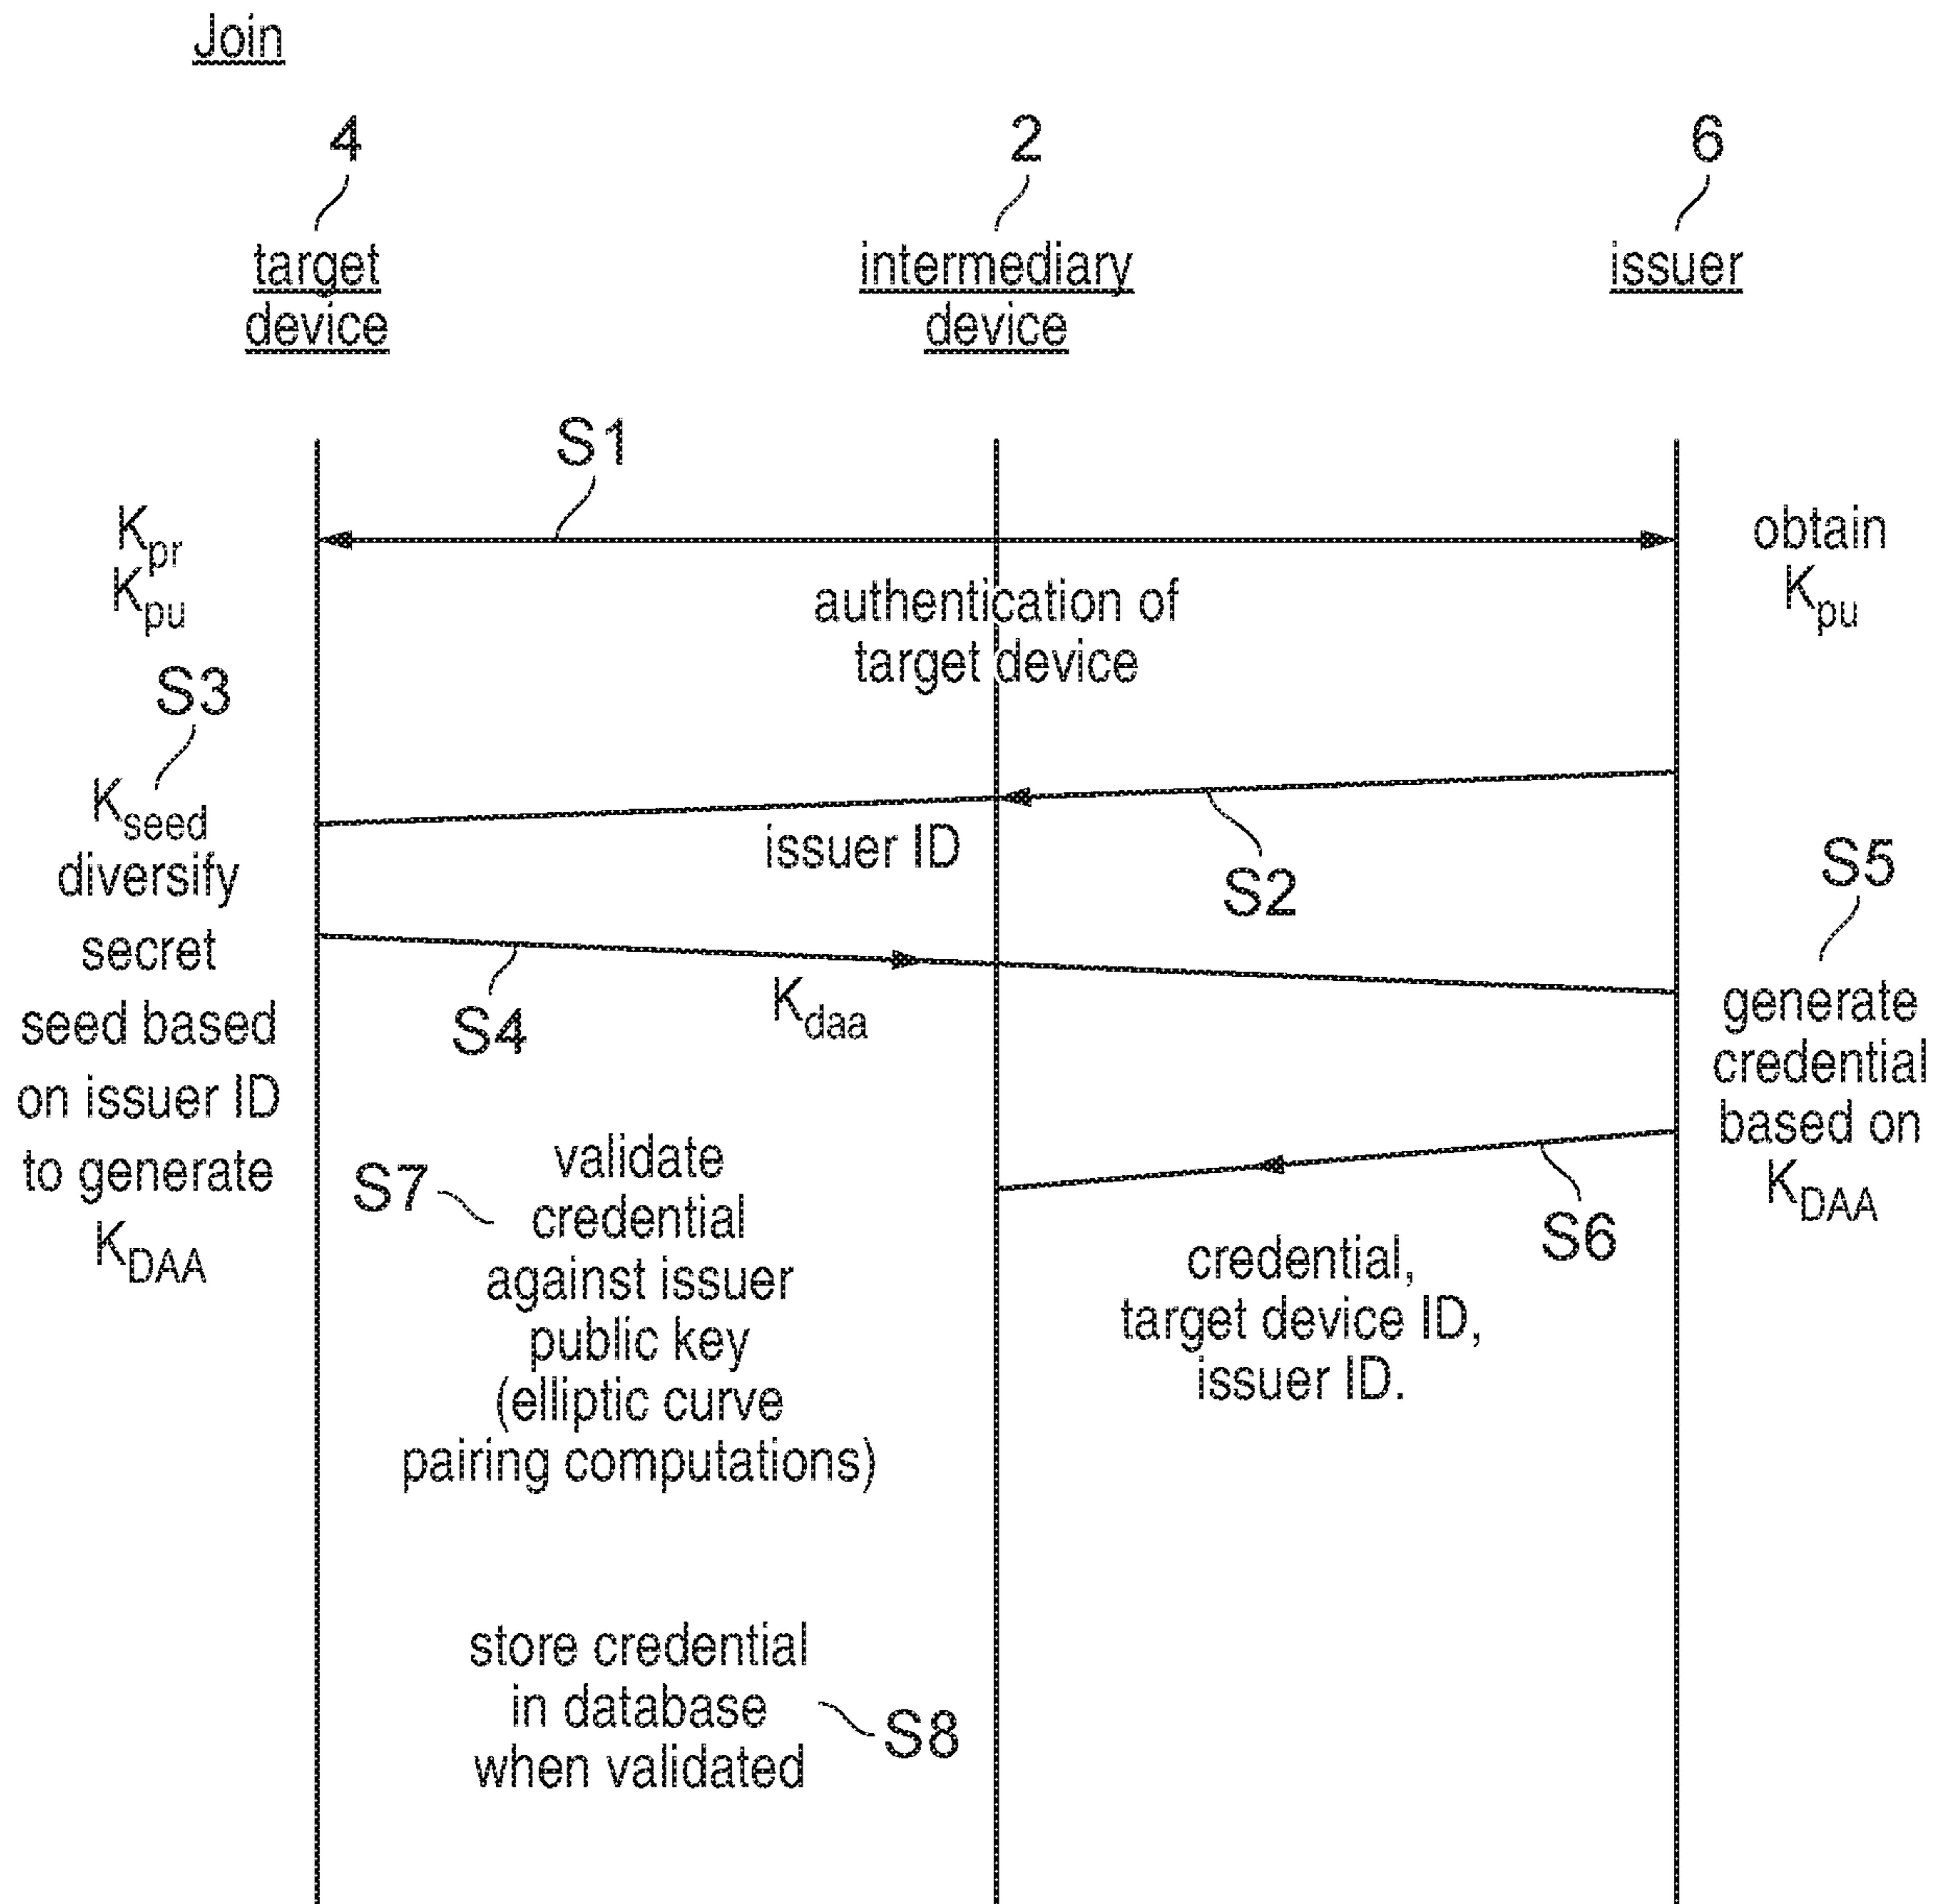 Join
4
2
6
target
device
intermediary
device
issuer
S1
Kpr
Kpu
obtain
Kpu
authentication of
target device
S3
Kseed
diversify
secret
seed based
on issuer ID
to generate
KDAA
issuer ID
S2
S4
Kdaa
S5
generate
credential
based on
KDAA
S6
credential,
target device ID,
issuer ID.
S7
validate
credential
against issuer
public key
(elliptic curve
pairing computations)
store credential
in database
when validated
S8